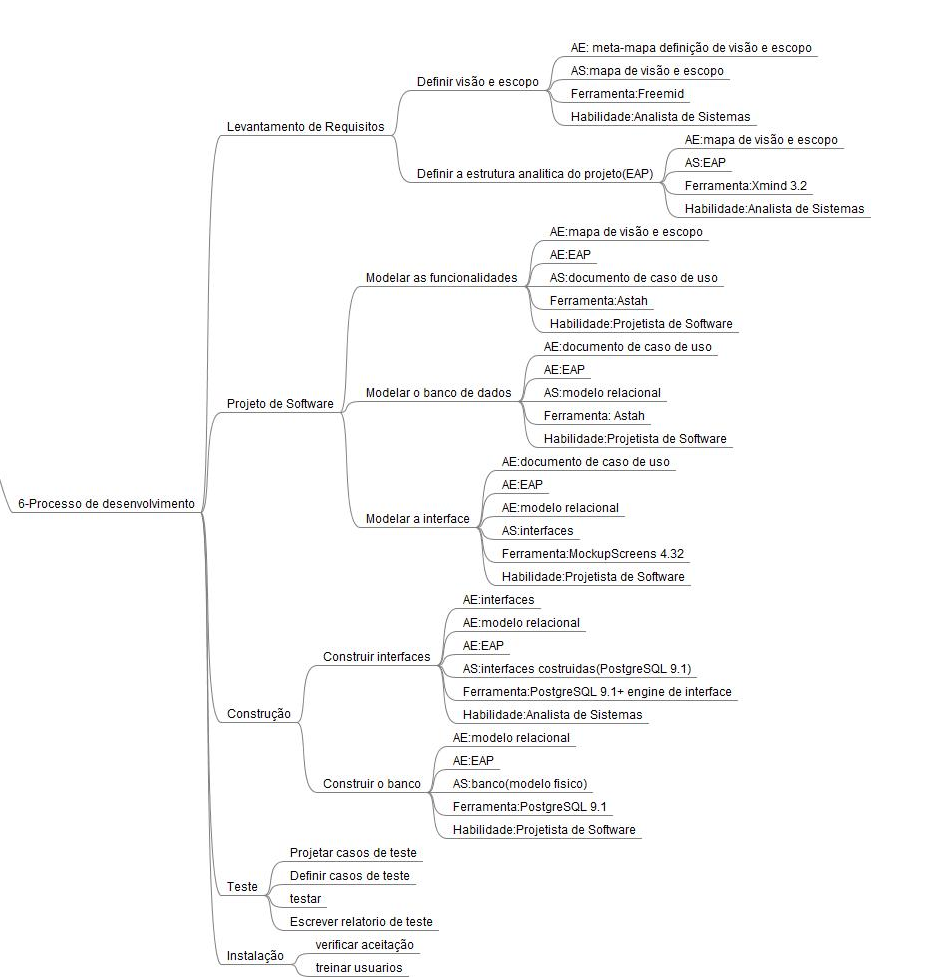 6-Processo de desenvolvimento
Levantamento de Requisitos
Definir visão e escopo
AE: meta-mapa definição de visão e escopo
AS:mapa de visão e escopo
Ferramenta:Freemid
Habilidade:Analista de Sistemas
Definir a estrutura analitica do projeto(EAP)
AE:mapa de visão e escopo
AS:EAP
Ferramenta:Xmind 3.2
Habilidade:Analista de Sistemas
Projeto de Software
Modelar as funcionalidades
AE:mapa de visão e escopo
AE:EAP
AS:documento de caso de uso
Ferramenta:Astah
Habilidade:Projetista de Software
Modelar o banco de dados
AE:documento de caso de uso
AE:EAP
AS:modelo relacional
Ferramenta: Astah
Habilidade:Projetista de Software
Modelar a interface
AE:documento de caso de uso
AE:EAP
AE:modelo relacional
AS:interfaces
Ferramenta:MockupScreens 4.32
Habilidade:Projetista de Software
Construção
Construir interfaces
AE:interfaces
AE:modelo relacional
AE:EAP
AS:interfaces costruidas(PostgreSQL 9.1)
Ferramenta:PostgreSQL 9.1+ engine de interface
Habilidade:Analista de Sistemas
Construir o banco
AE:modelo relacional
AE:EAP
AS:banco(modelo fisico)
Ferramenta:PostgreSQL 9.1
Habilidade:Projetista de Software
Teste
Projetar casos de teste
Definir casos de teste
testar
Escrever relatorio de teste
Instalação
verificar aceitação
treinar usuarios